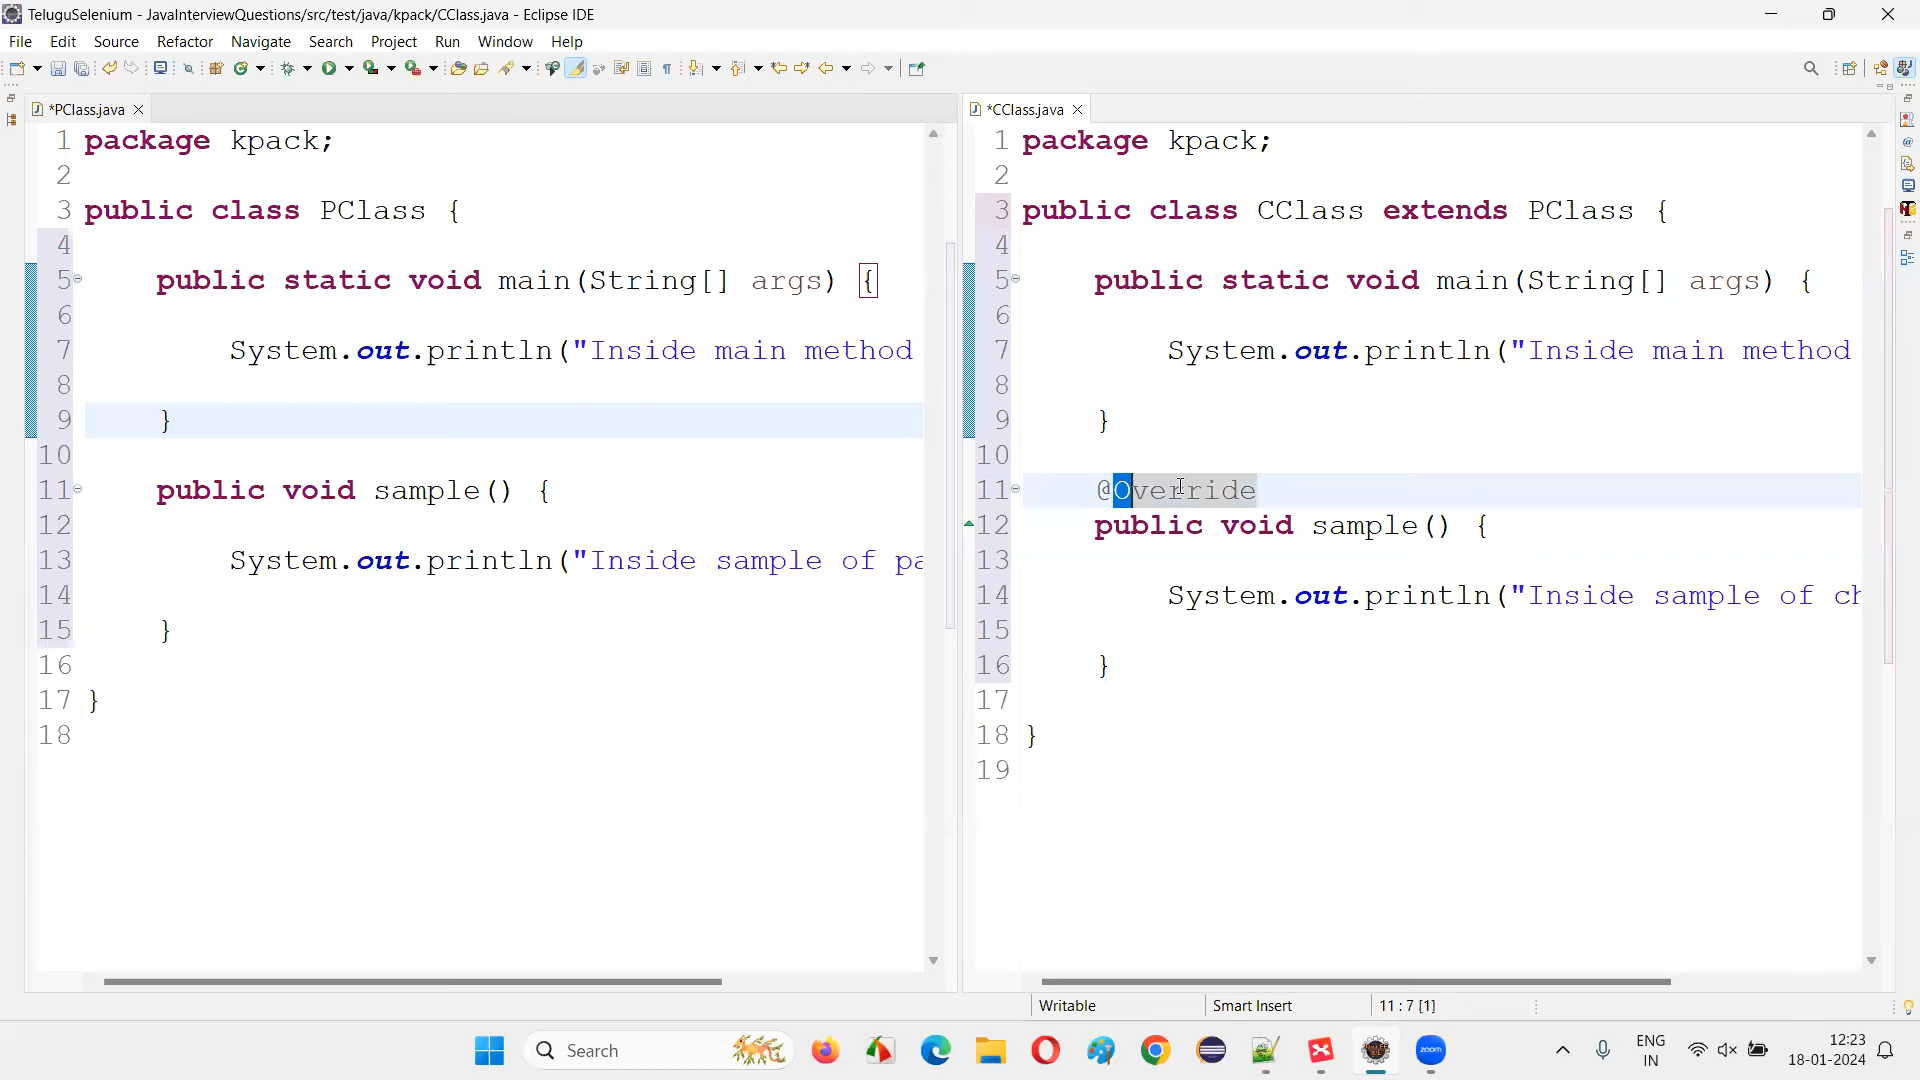 TeluguSelenium - JavaInterviewQuestions/src/test/java/kpack/CClass.java - Eclipse IDE
File Edit Source Refactor Navigate Search Project Run Window Help
*PClass.java
1 package kpack;
2
3 public class PClass {
4
5 public static void main(String[] args) {
6
7 System.out.println("Inside main method
8
9 }
10
11 public void sample() {
12
13 System.out.println("Inside sample of pa
14
15 }
16
17 }
18
*CClass.java
1 package kpack;
2
3 public class CClass extends PClass {
4
5 public static void main(String[] args) {
6
7 System.out.println("Inside main method
8
9 }
10
11 @Override
12 public void sample() {
13
14 System.out.println("Inside sample of ch
15
16 }
17
18 }
19
Writable Smart Insert 11 : 7 [1]
Search
zoom
ENG
IN
12:23
18-01-2024